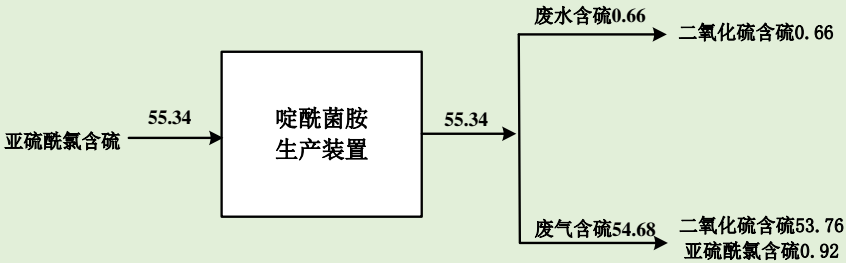 废水含硫0.66
二氧化硫含硫0.66
亚硫酰氯含硫
55.34
啶酰菌胺
生产装置
55.34
废气含硫54.68
二氧化硫含硫53.76
亚硫酰氯含硫0.92